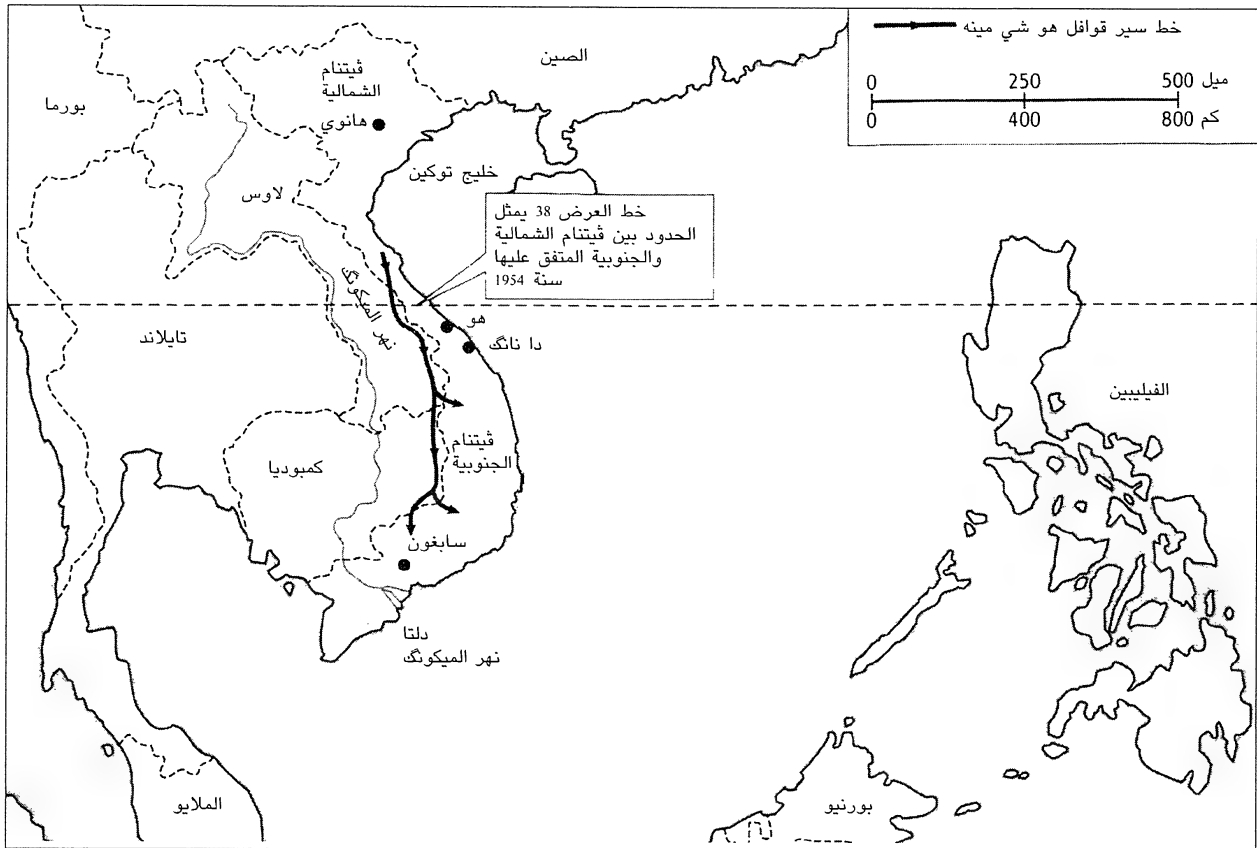 خط سير قوافل هو شي مينه
0 250 500 ميل
0 400 800 كم
الصين
ڤيتنام
الشمالية
هانوي
بورما
خليج توكين
لاوس
خط العرض 38 يمثل
الحدود بين ڤيتنام الشمالية
والجنوبية المتفق عليها
سنة 1954
نهر الميكونگ
هو
دا نانگ
تايلاند
الفيليبين
ڤيتنام
الجنوبية
كمبوديا
سايغون
دلتا
نهر الميكونگ
الملايو
بورنيو